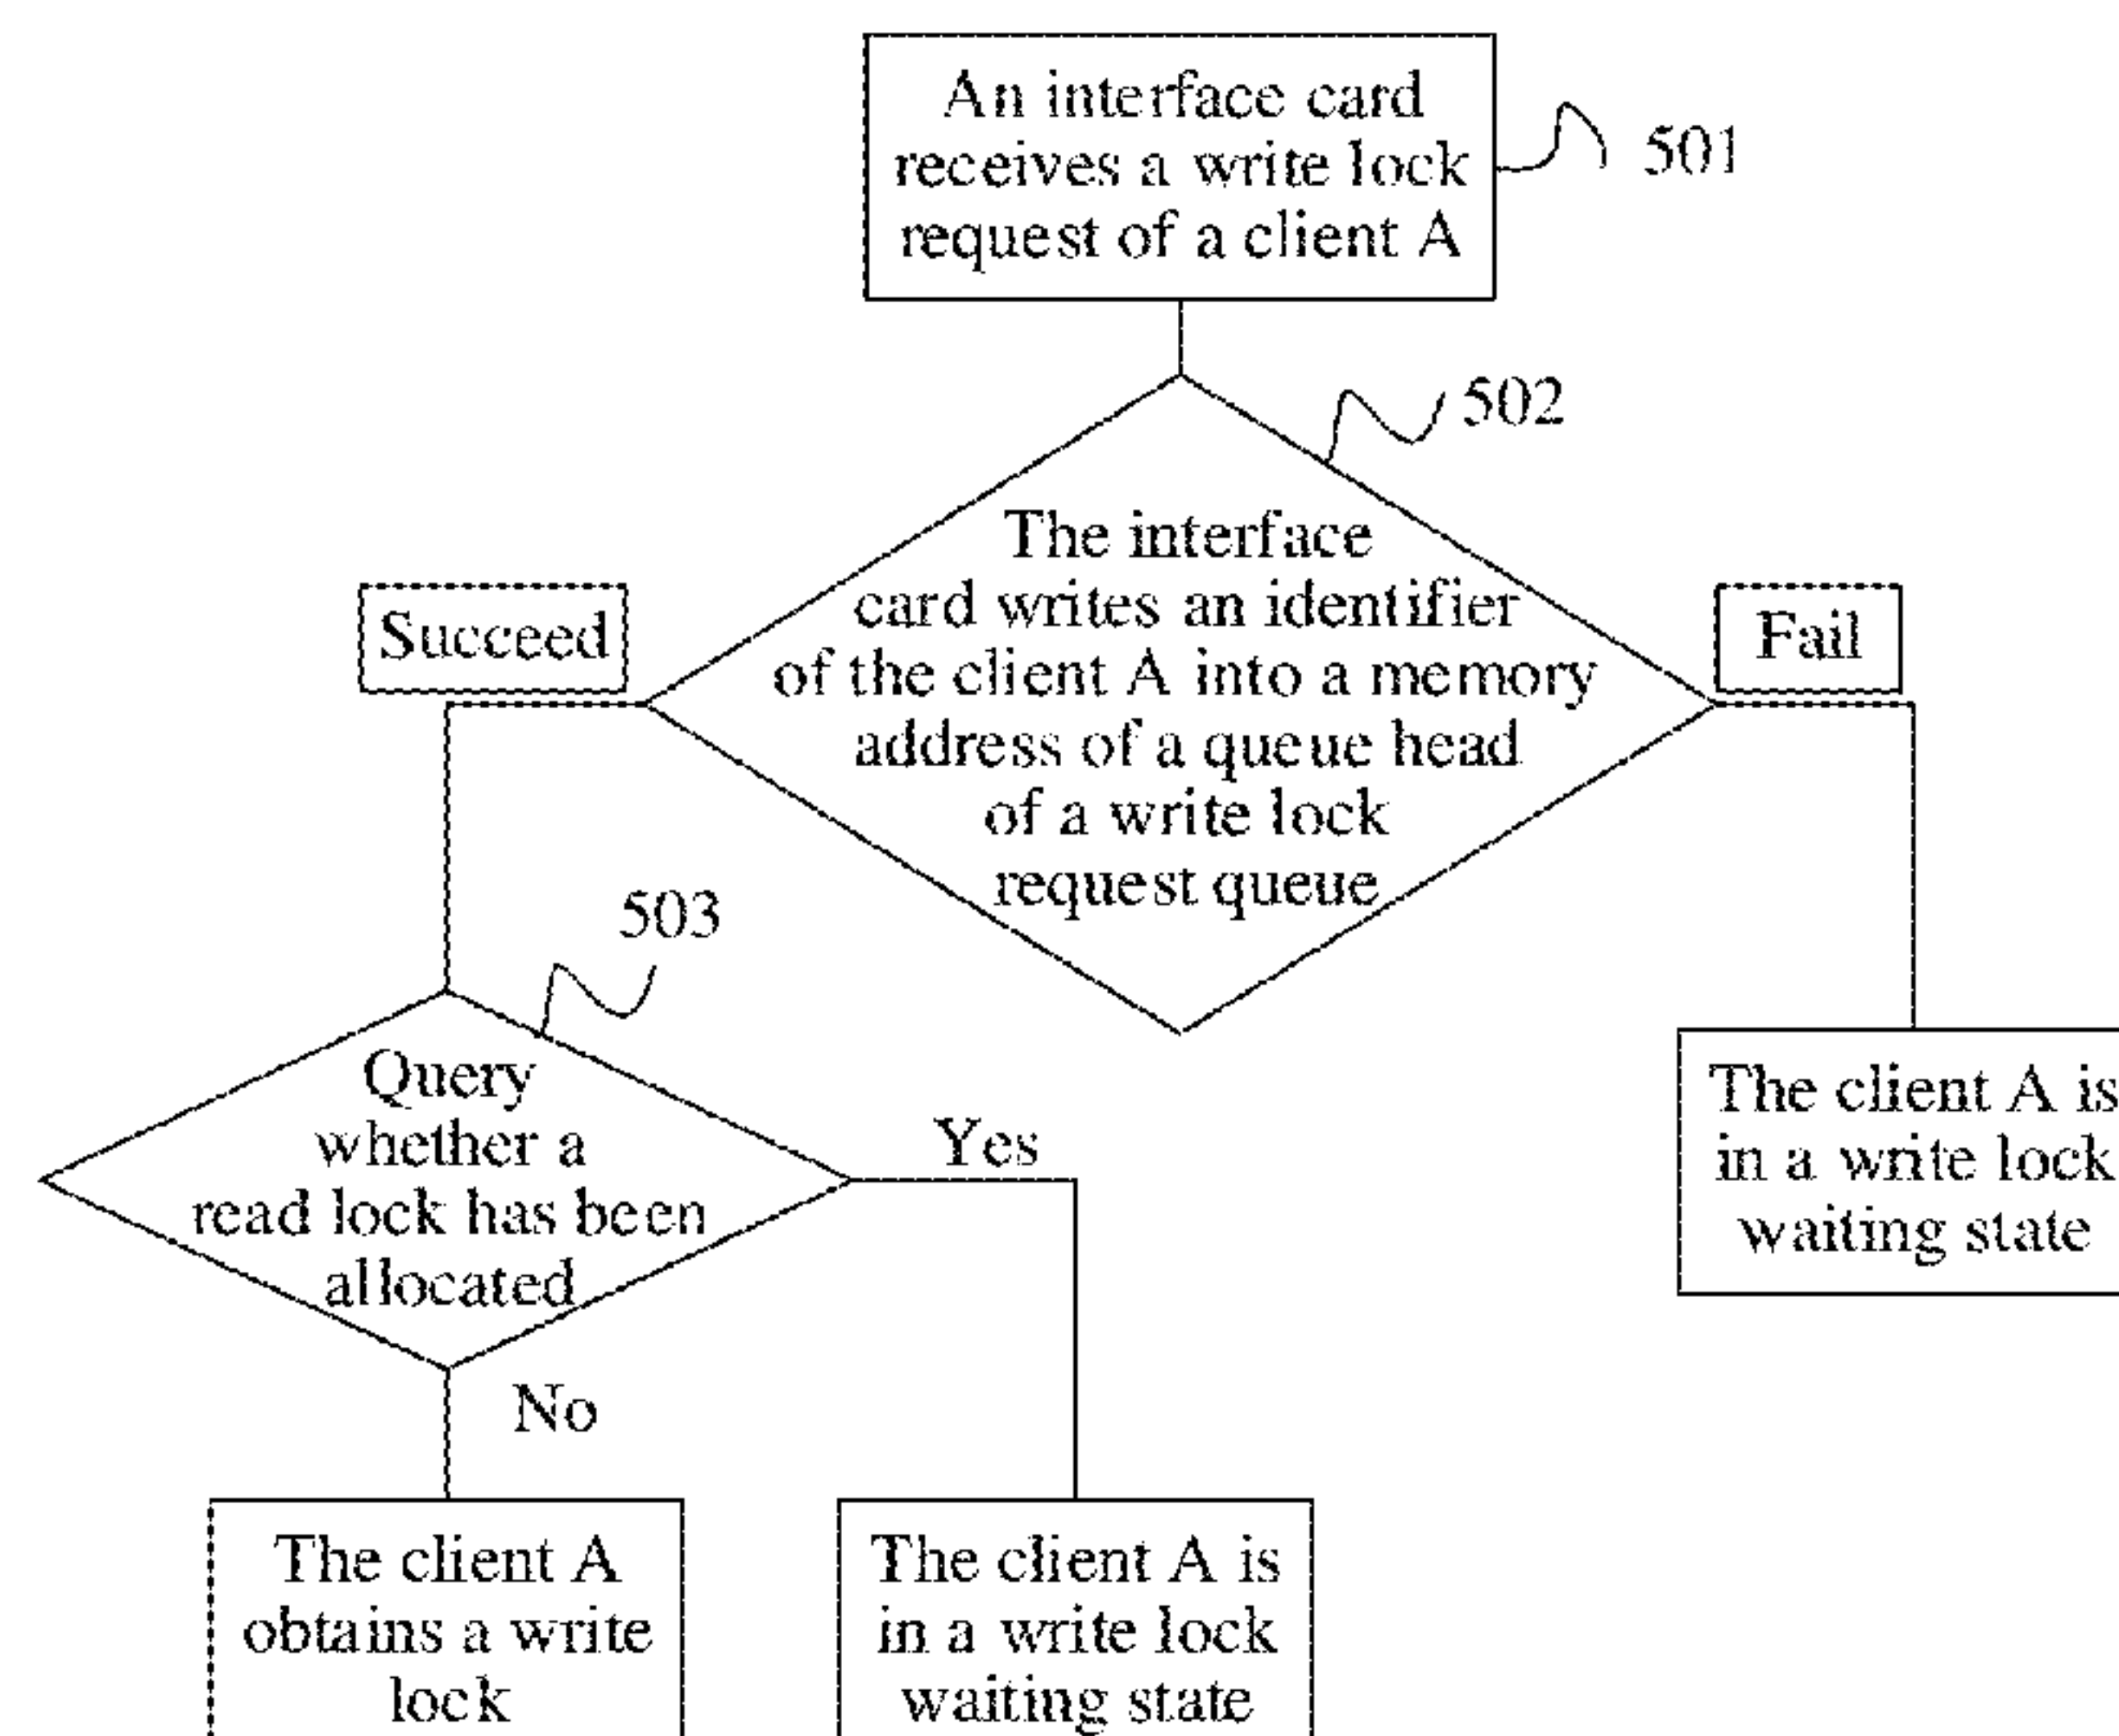 An interface card
receives a write lock
request of a client A
501
502
The interface
card writes an identifier
of the client A into a memory
address of a queue head
of a write lock
request queue
Succeed
Fail
503
Query
whether a
read lock has been
allocated
Yes
No
The client A is
in a write lock
waiting state
The client A
obtains a write
lock
The client A is
in a write lock
waiting state